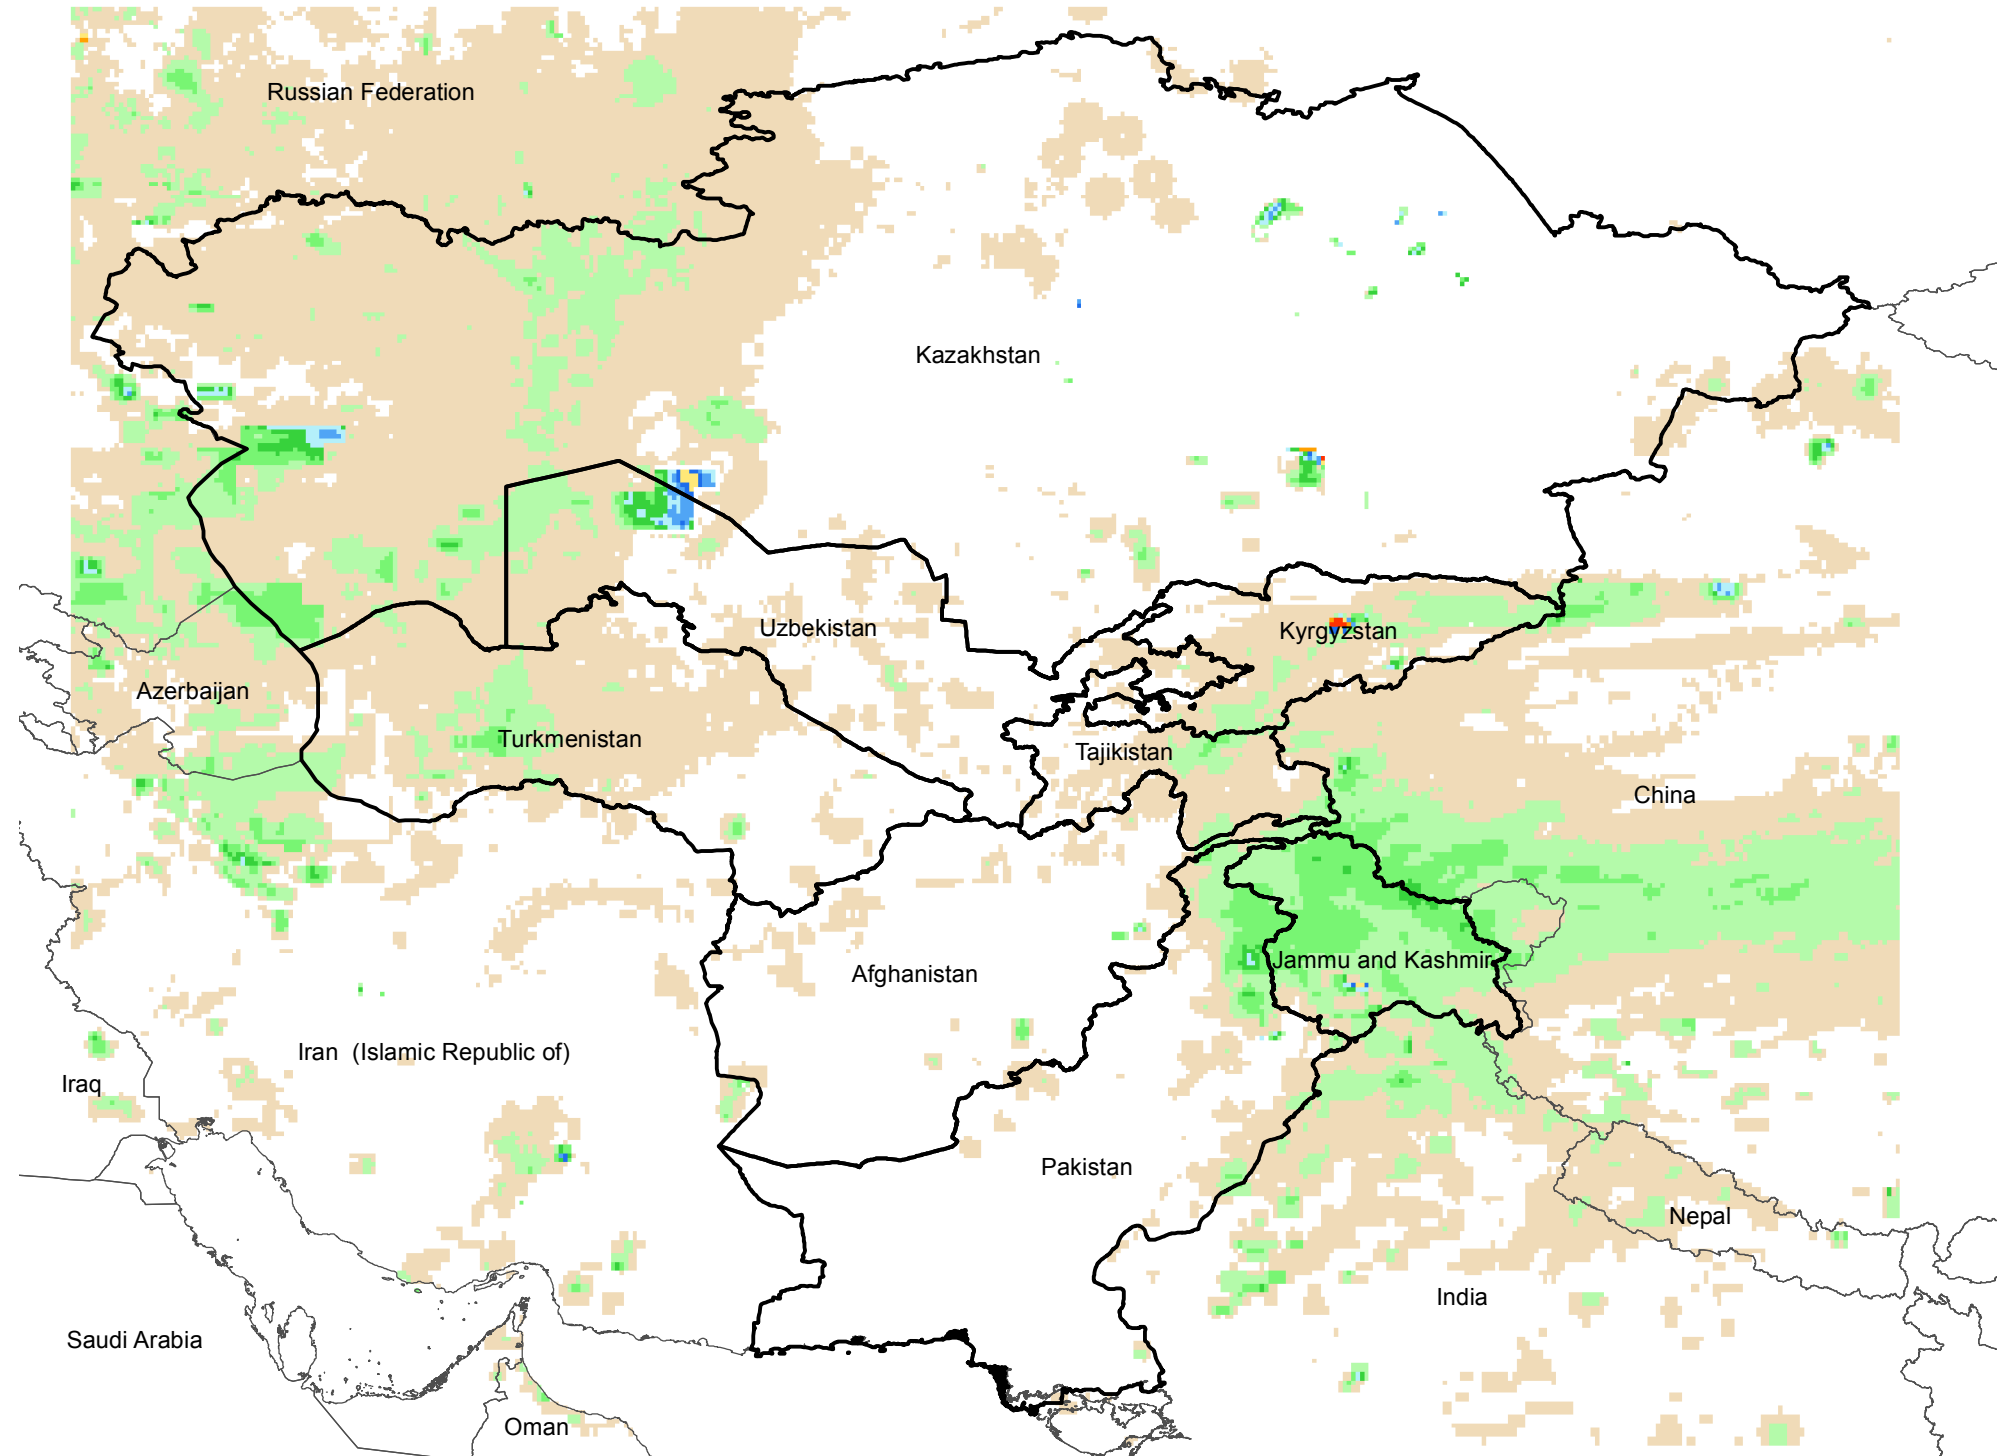 Russian Federation
Kazakhstan
Uzbekistan
Kyrgyzstan
Azerbaijan
Turkmenistan
Tajikistan
China
Jammu and Kashmir
Afghanistan
Iran (Islamic Republic of)
Iraq
Pakistan
Nepal
India
Saudi Arabia
Oman